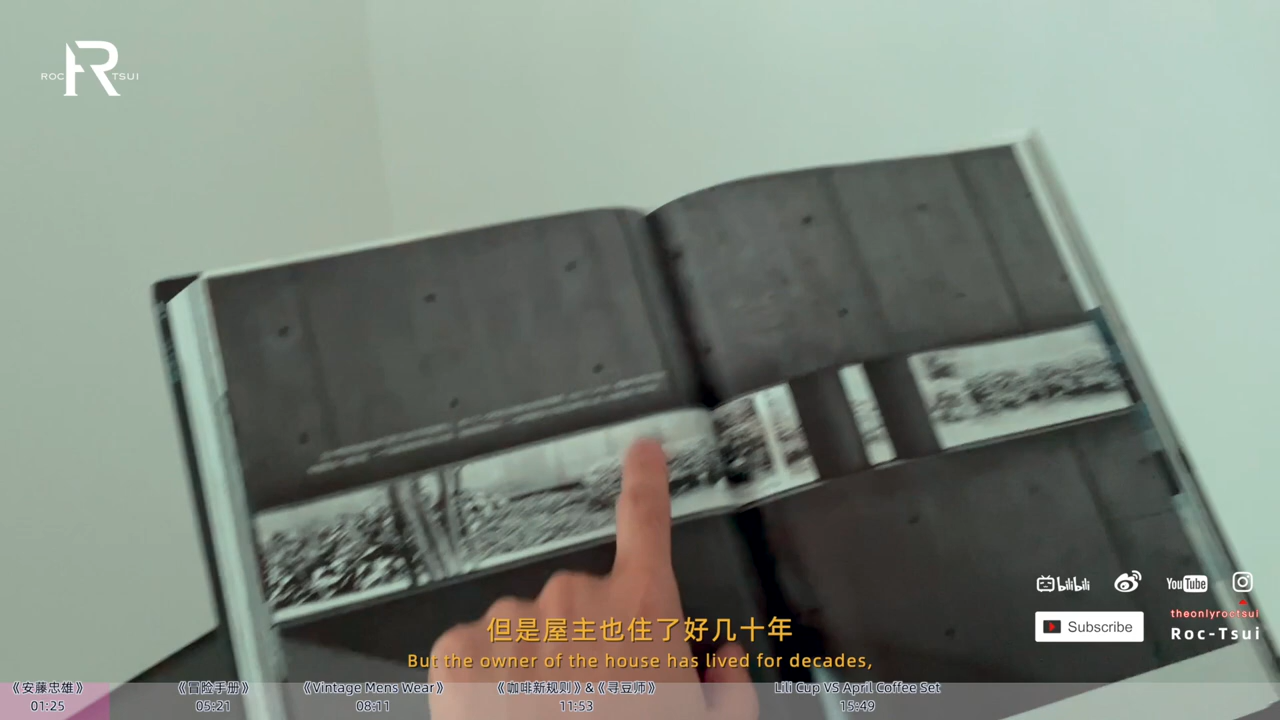 ROC R TSUI
bilibili
YouTube
Subscribe
theonlyroctsui
Roc-Tsui
但是屋主也住了好几十年
But the owner of the house has lived for decades,
《安藤忠雄》
01:25
《冒险手册》
05:21
《Vintage Mens Wear》
08:11
《咖啡新规则》&《寻豆师》
11:53
Lili Cup VS April Coffee Set
15:49